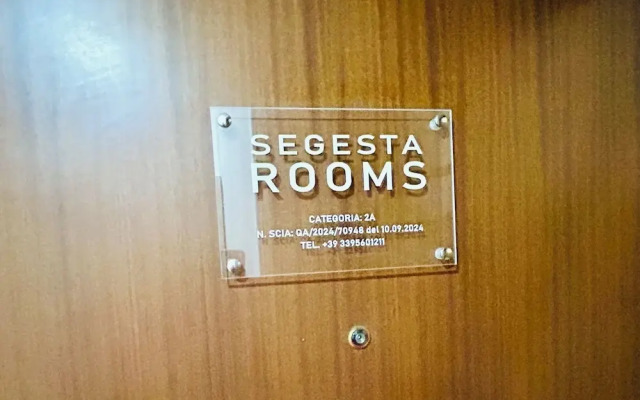 SEGESTA
ROOMS
CATEGORIA: 2A
N. SCIA: QA/2024/70948 del 10.09.2024
TEL. +39 3395601211